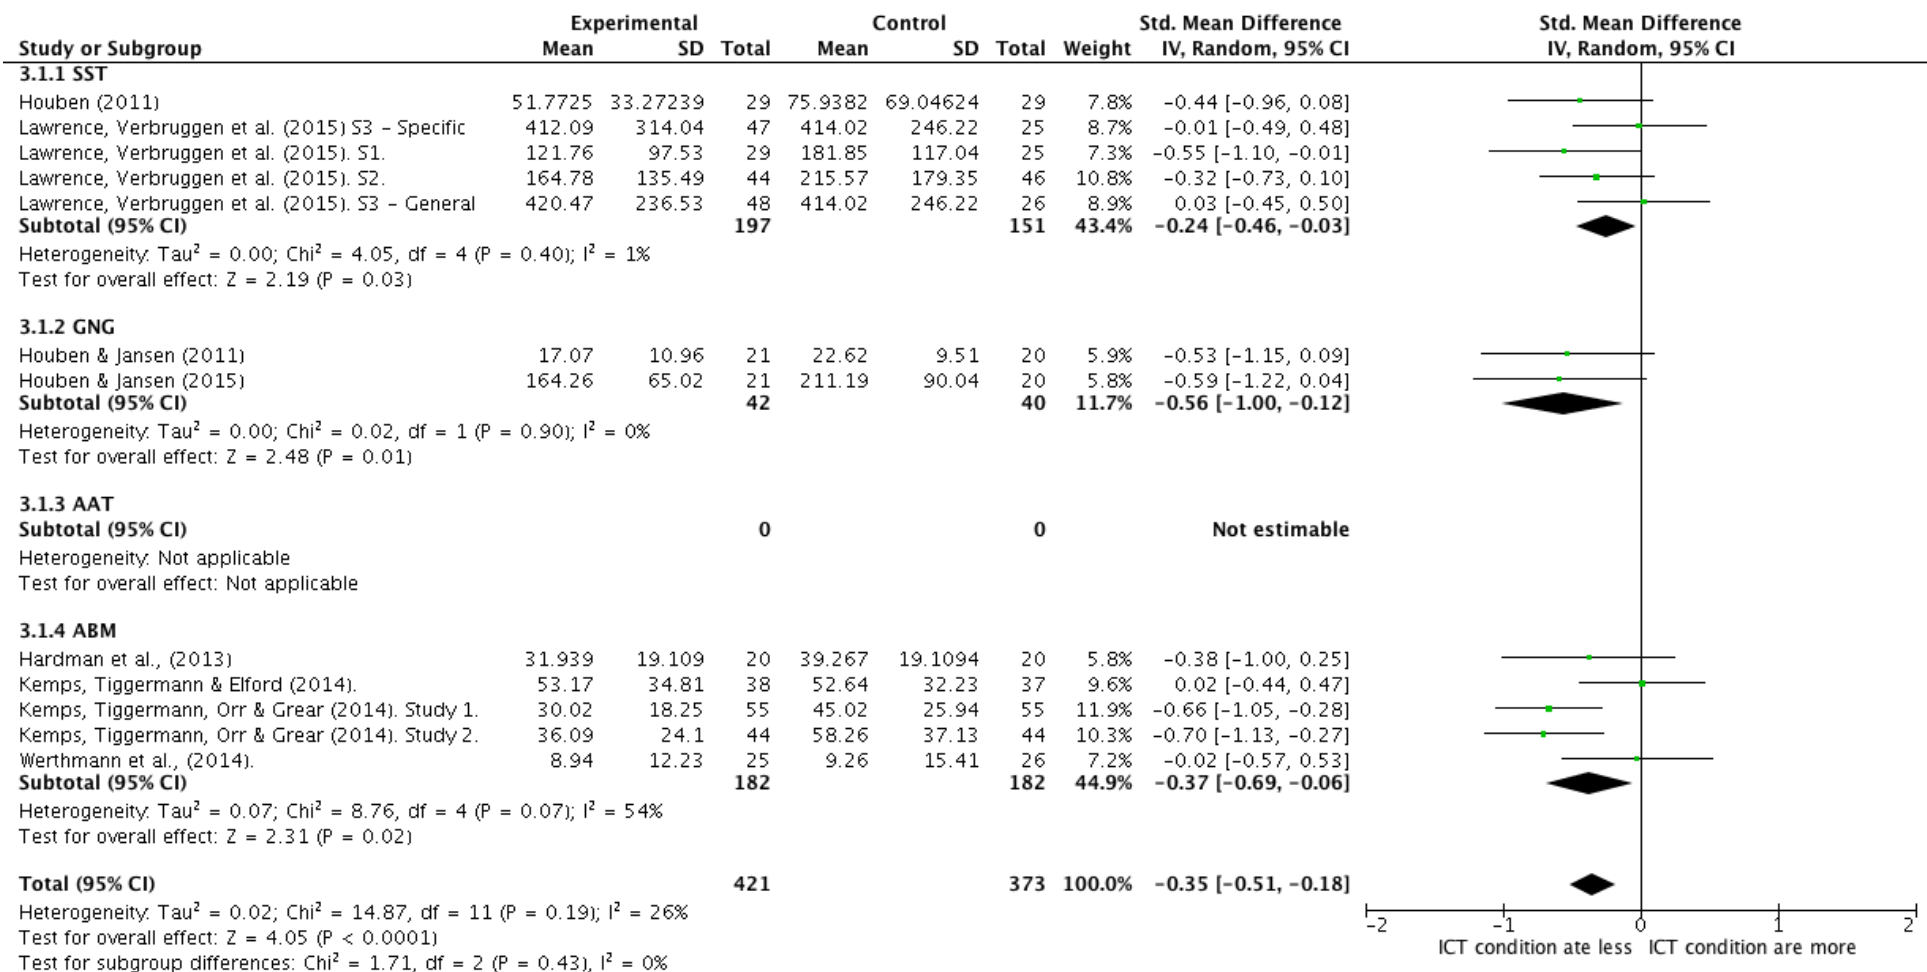 Experimental Control Std. Mean Difference Std. Mean Difference
Study or Subgroup Mean SD Total Mean SD Total Weight IV, Random, 95% CI IV, Random, 95% CI
3.1.1 SST
Houben (2011) 51.7725 33.27239 29 75.9382 69.04624 29 7.8% -0.44 [-0.96, 0.08]
Lawrence, Verbruggen et al. (2015) S3 – Specific 412.09 314.04 47 414.02 246.22 25 8.7% -0.01 [-0.49, 0.48]
Lawrence, Verbruggen et al. (2015). S1. 121.76 97.53 29 181.85 117.04 25 7.3% -0.55 [-1.10, -0.01]
Lawrence, Verbruggen et al. (2015). S2. 164.78 135.49 44 215.57 179.35 46 10.8% -0.32 [-0.73, 0.10]
Lawrence, Verbruggen et al. (2015). S3 – General 420.47 236.53 48 414.02 246.22 26 8.9% 0.03 [-0.45, 0.50]
Subtotal (95% CI) 197 151 43.4% -0.24 [-0.46, -0.03]
Heterogeneity: Tau² = 0.00; Chi² = 4.05, df = 4 (P = 0.40); I² = 1%
Test for overall effect: Z = 2.19 (P = 0.03)
3.1.2 GNG
Houben & Jansen (2011) 17.07 10.96 21 22.62 9.51 20 5.9% -0.53 [-1.15, 0.09]
Houben & Jansen (2015) 164.26 65.02 21 211.19 90.04 20 5.8% -0.59 [-1.22, 0.04]
Subtotal (95% CI) 42 40 11.7% -0.56 [-1.00, -0.12]
Heterogeneity: Tau² = 0.00; Chi² = 0.02, df = 1 (P = 0.90); I² = 0%
Test for overall effect: Z = 2.48 (P = 0.01)
3.1.3 AAT
Subtotal (95% CI) 0 0 Not estimable
Heterogeneity: Not applicable
Test for overall effect: Not applicable
3.1.4 ABM
Hardman et al., (2013) 31.939 19.109 20 39.267 19.1094 20 5.8% -0.38 [-1.00, 0.25]
Kemps, Tiggermann & Elford (2014). 53.17 34.81 38 52.64 32.23 37 9.6% 0.02 [-0.44, 0.47]
Kemps, Tiggermann, Orr & Grear (2014). Study 1. 30.02 18.25 55 45.02 25.94 55 11.9% -0.66 [-1.05, -0.28]
Kemps, Tiggermann, Orr & Grear (2014). Study 2. 36.09 24.1 44 58.26 37.13 44 10.3% -0.70 [-1.13, -0.27]
Werthmann et al., (2014). 8.94 12.23 25 9.26 15.41 26 7.2% -0.02 [-0.57, 0.53]
Subtotal (95% CI) 182 182 44.9% -0.37 [-0.69, -0.06]
Heterogeneity: Tau² = 0.07; Chi² = 8.76, df = 4 (P = 0.07); I² = 54%
Test for overall effect: Z = 2.31 (P = 0.02)
Total (95% CI) 421 373 100.0% -0.35 [-0.51, -0.18]
Heterogeneity: Tau² = 0.02; Chi² = 14.87, df = 11 (P = 0.19); I² = 26%
Test for overall effect: Z = 4.05 (P < 0.0001)
Test for subgroup differences: Chi² = 1.71, df = 2 (P = 0.43), I² = 0%
-2 -1 0 1 2
ICT condition ate less ICT condition are more